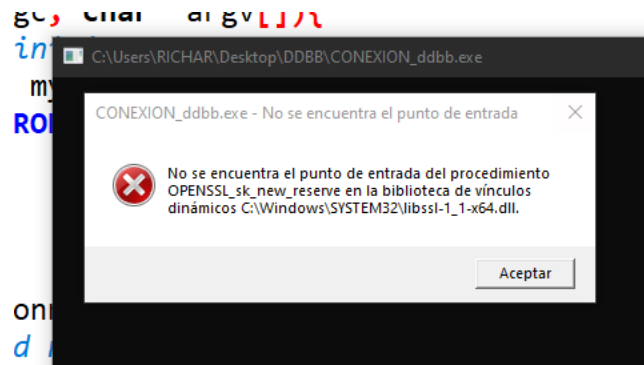 char argv[]){
C:\Users\RICHAR\Desktop\DDBB\CONEXION_ddbb.exe
CONEXION_ddbb.exe - No se encuentra el punto de entrada
No se encuentra el punto de entrada del procedimiento
OPENSSL_sk_new_reserve en la biblioteca de vínculos
dinámicos C:\Windows\SYSTEM32\libssl-1_1-x64.dll.
Aceptar